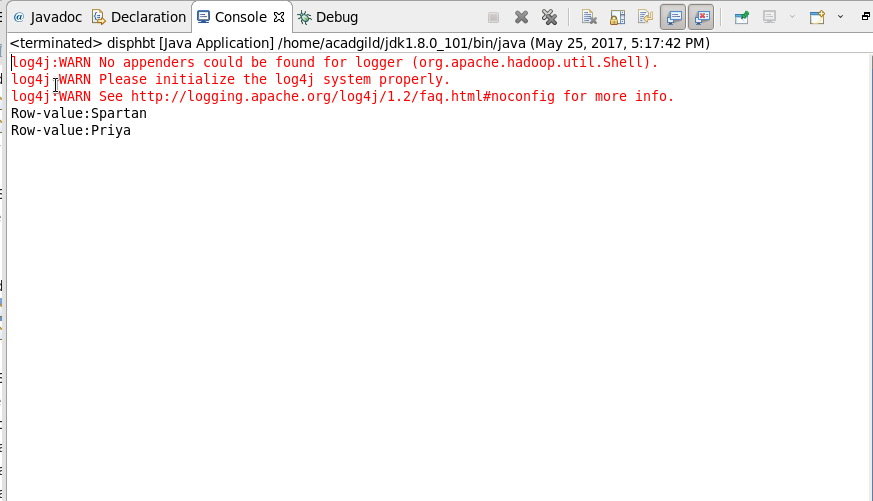 @ Javadoc Declaration Console Debug
<terminated> disphbt [Java Application] /home/acadgild/jdk1.8.0_101/bin/java (May 25, 2017, 5:17:42 PM)
log4j:WARN No appenders could be found for logger (org.apache.hadoop.util.Shell).
log4j:WARN Please initialize the log4j system properly.
log4j:WARN See http://logging.apache.org/log4j/1.2/faq.html#noconfig for more info.
Row-value:Spartan
Row-value:Priya